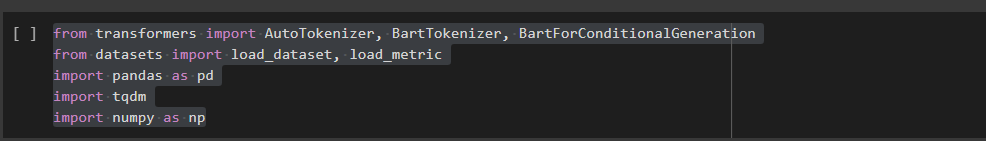 [ ] from transformers import AutoTokenizer, BartTokenizer, BartForConditionalGeneration
from datasets import load_dataset, load_metric
import pandas as pd
import tqdm
import numpy as np